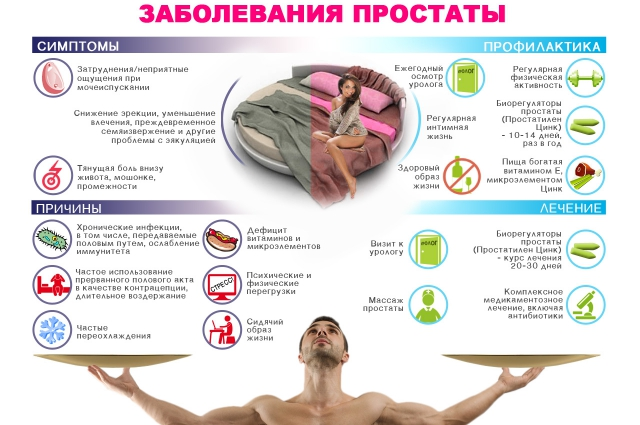 ЗАБОЛЕВАНИЯ ПРОСТАТЫ
СИМПТОМЫ
Затруднения/неприятные
ощущения при
мочеиспускании
Снижение эрекции, уменьшение
влечения, преждевременное
семяизвержение и другие
проблемы с эякуляцией
Тянущая боль внизу
живота, мошонке,
промежности
ПРОФИЛАКТИКА
Ежегодный
осмотр
уролога
Регулярная
физическая
активность
Регулярная
интимная
жизнь
Биорегуляторы
простаты
(Простатилен
Цинк)
- 10-14 дней,
раз в год
Здоровый
образ
жизни
Пища богатая
витамином Е,
микроэлементом
Цинк
ПРИЧИНЫ
Хронические инфекции,
в том числе, передаваемые
половым путем, ослабление
иммунитета
Дефицит
витаминов и
микроэлементов
Частое использование
прерванного полового акта
в качестве контрацепции,
длительное воздержание
СТРЕСС!
Психические и
физические
перегрузки
Частые
переохлаждения
Сидячий
образ
жизни
ЛЕЧЕНИЕ
Визит к
урологу
Биорегуляторы
простаты
(Простатилен Цинк)
- курс лечения
20-30 дней
Массаж
простаты
Комплексное
медикаментозное
лечение, включая
антибиотики